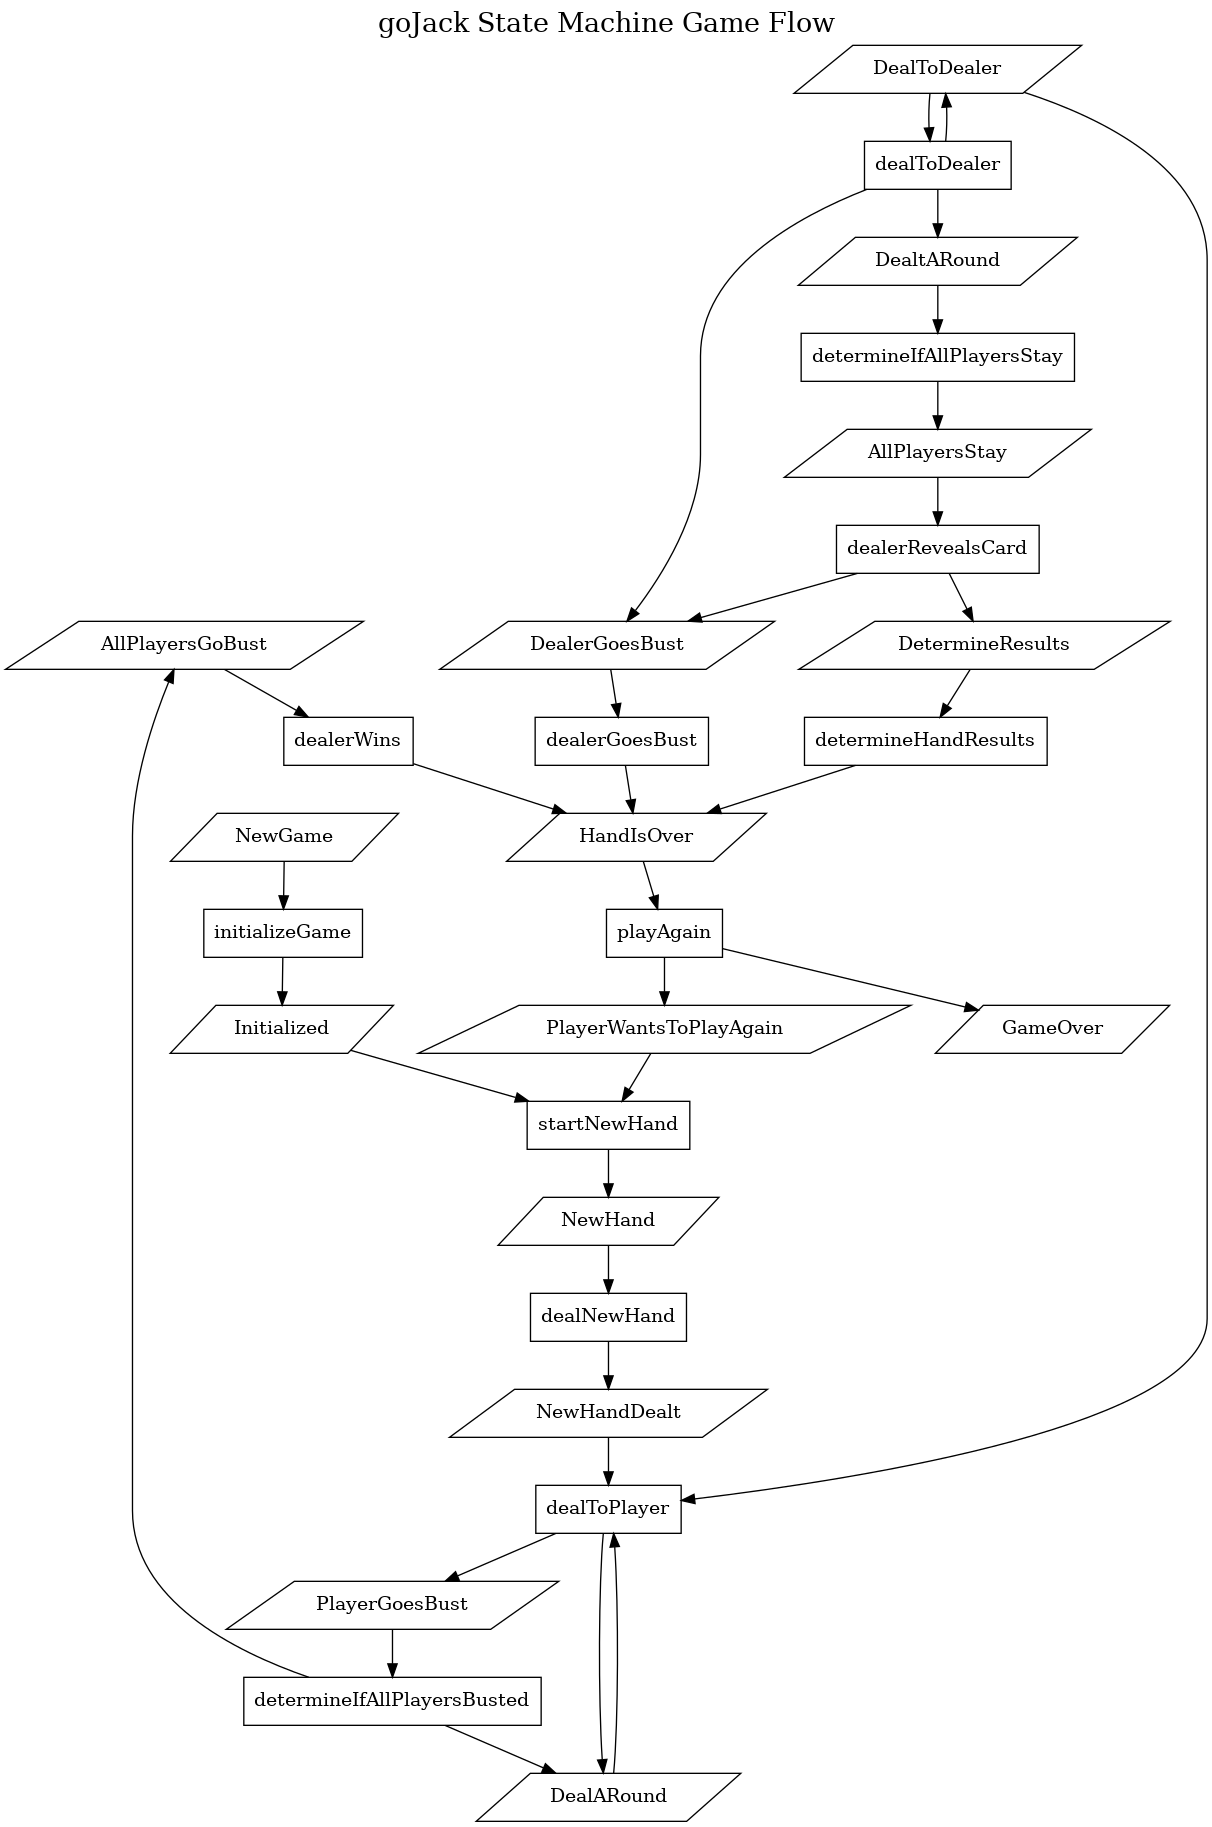 goJack State Machine Game Flow
DealToDealer
dealToDealer
DealtARound
determineIfAllPlayersStay
AllPlayersStay
dealerRevealsCard
AllPlayersGoBust
DealerGoesBust
DetermineResults
dealerWins
dealerGoesBust
determineHandResults
NewGame
HandIsOver
initializeGame
playAgain
Initialized
PlayerWantsToPlayAgain
GameOver
startNewHand
NewHand
dealNewHand
NewHandDealt
dealToPlayer
PlayerGoesBust
determineIfAllPlayersBusted
DealARound